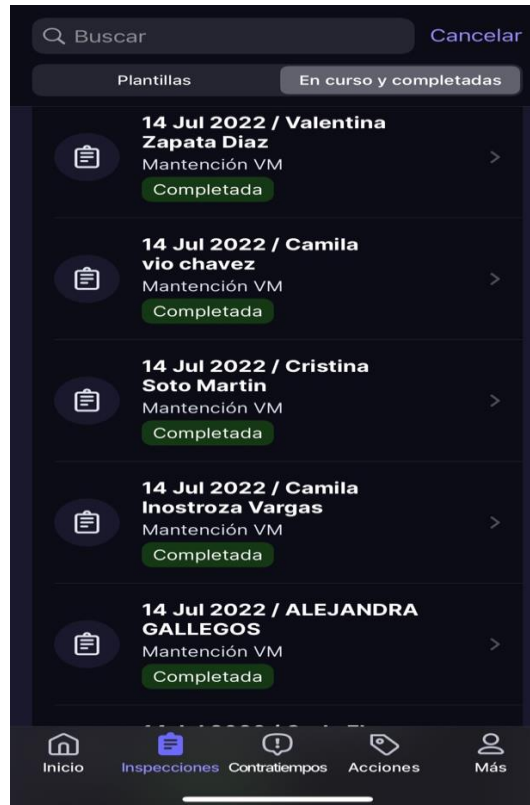 Buscar
Cancelar
Plantillas
En curso y completadas
14 Jul 2022 / Valentina
Zapata Diaz
Mantención VM
Completada
14 Jul 2022 / Camila
vio chavez
Mantención VM
Completada
14 Jul 2022 / Cristina
Soto Martin
Mantención VM
Completada
14 Jul 2022 / Camila
Inostroza Vargas
Mantención VM
Completada
14 Jul 2022 / ALEJANDRA
GALLEGOS
Mantención VM
Completada
Inicio
Inspecciones
Contratiempos
Acciones
Más